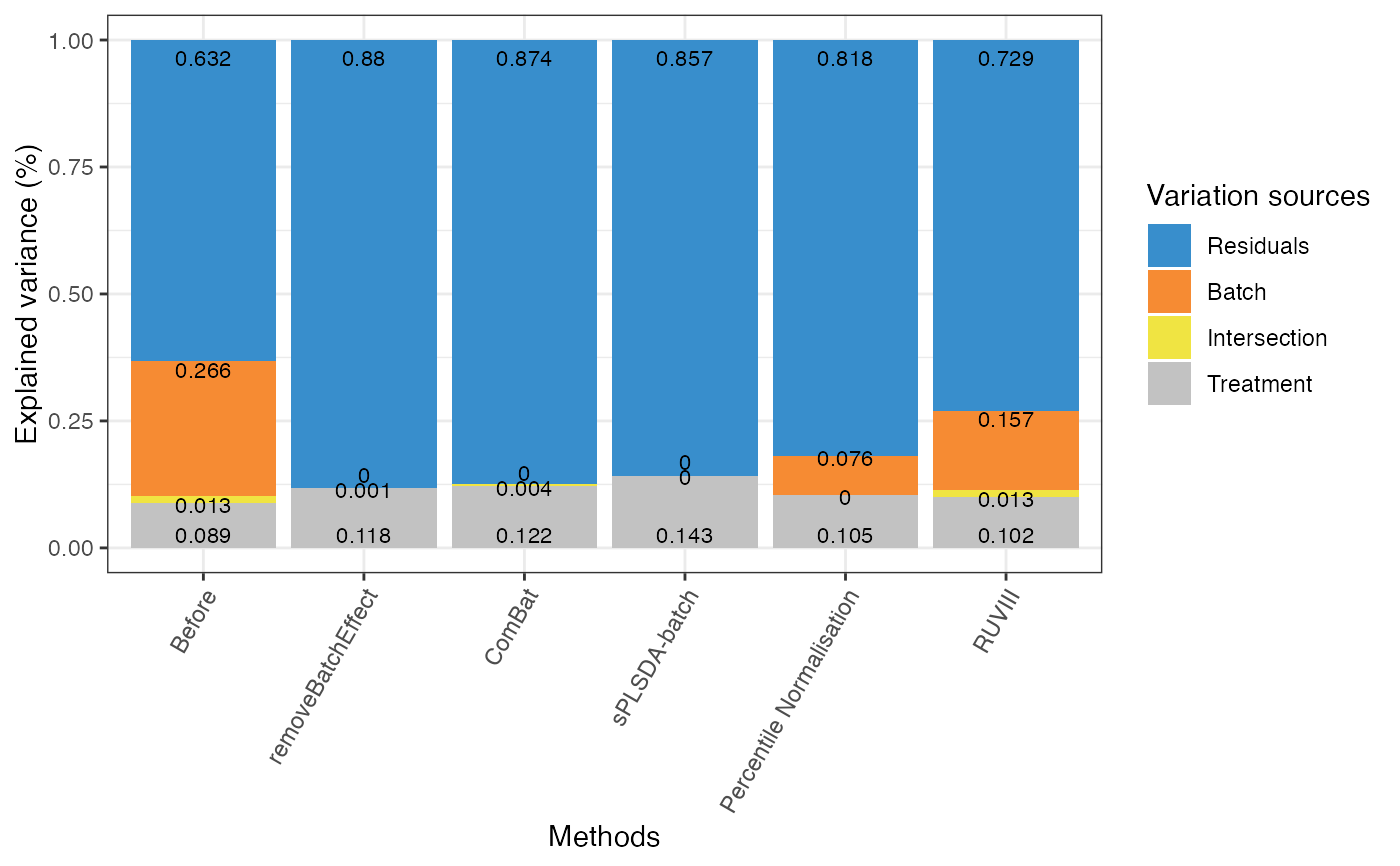 Explained variance (%)
1.00
0.75
0.50
0.25
0.00
0.632 0.88 0.874 0.857 0.818 0.729
0.266 0 0 0 0.076 0.157
0.013 0.001 0.004 0 0 0.013
0.089 0.118 0.122 0.143 0.105 0.102
Before
removeBatchEffect
ComBat
sPLSDA-batch
Percentile Normalisation
RUVIII
Methods
Variation sources
Residuals
Batch
Intersection
Treatment